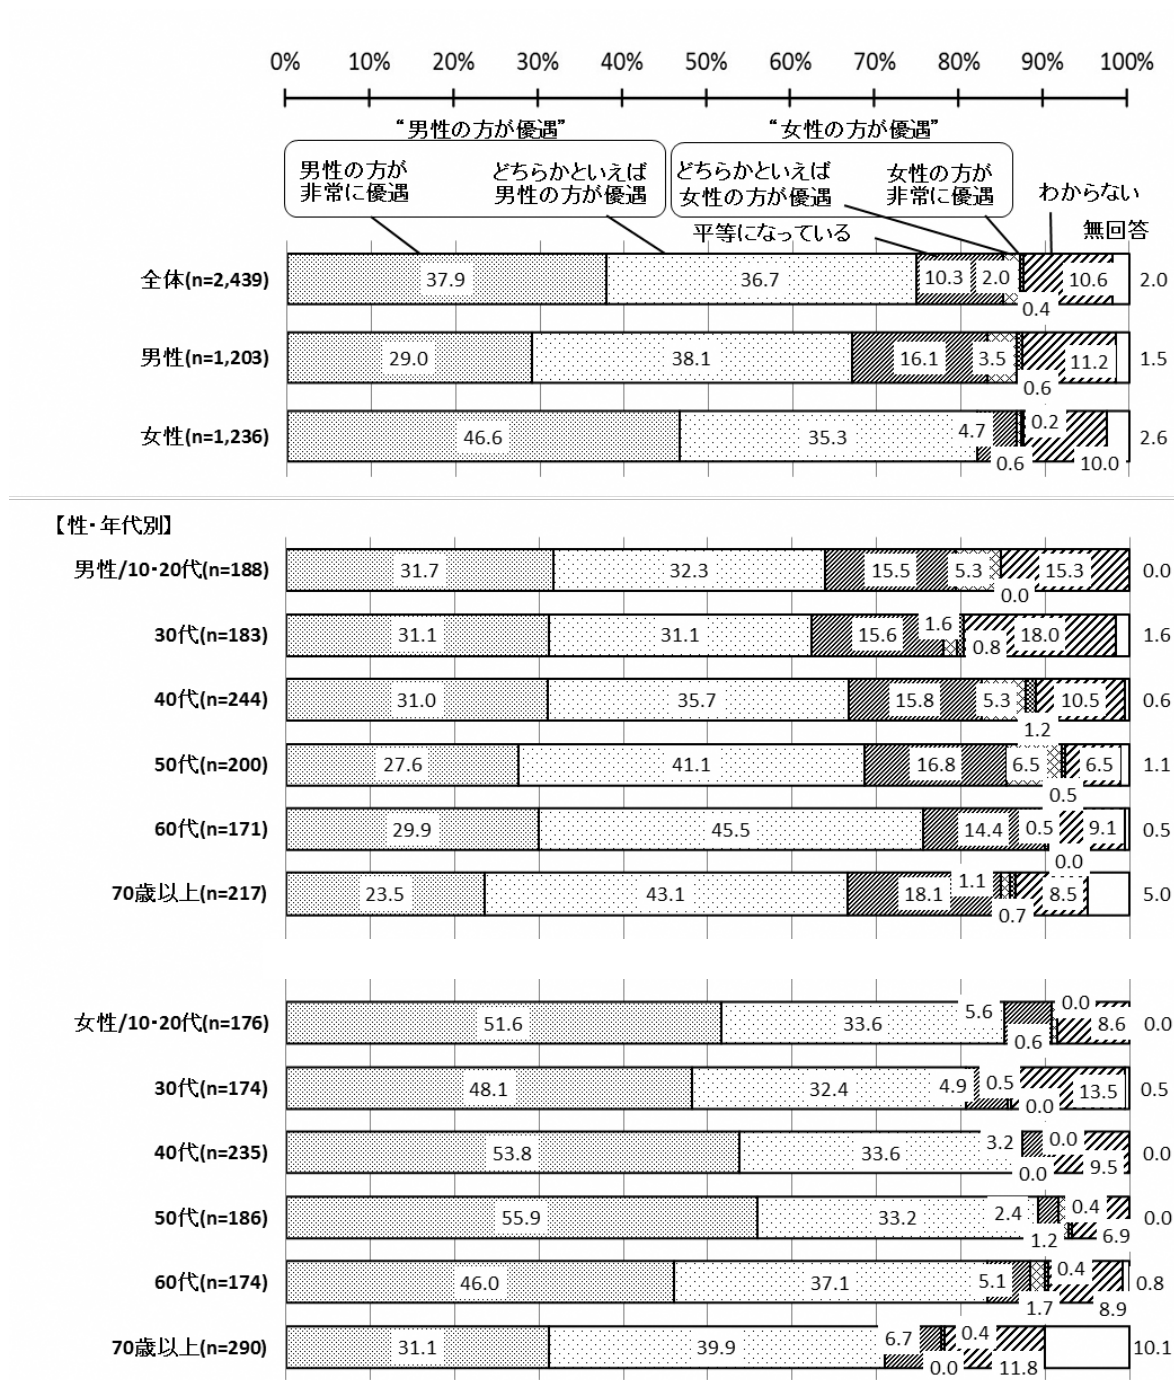 0% 10% 20% 30% 40% 50% 60% 70% 80% 90% 100%
“男性の方が優遇” “女性の方が優遇”
男性の方が
非常に優遇
どちらかといえば
男性の方が優遇
どちらかといえば
女性の方が優遇
女性の方が
非常に優遇
わからない
平等になっている
無回答
全体(n=2,439) 37.9 36.7 10.3 2.0 0.4 10.6 2.0
男性(n=1,203) 29.0 38.1 16.1 3.5 0.6 11.2 1.5
女性(n=1,236) 46.6 35.3 4.7 0.6 0.2 10.0 2.6
【性・年代別】
男性/10・20代(n=188) 31.7 32.3 15.5 5.3 0.0 15.3 0.0
30代(n=183) 31.1 31.1 15.6 1.6 0.8 18.0 1.6
40代(n=244) 31.0 35.7 15.8 5.3 1.2 10.5 0.6
50代(n=200) 27.6 41.1 16.8 6.5 0.5 6.5 1.1
60代(n=171) 29.9 45.5 14.4 0.5 0.0 9.1 0.5
70歳以上(n=217) 23.5 43.1 18.1 1.1 0.7 8.5 5.0
女性/10・20代(n=176) 51.6 33.6 5.6 0.6 0.0 8.6 0.0
30代(n=174) 48.1 32.4 4.9 0.5 0.0 13.5 0.5
40代(n=235) 53.8 33.6 3.2 0.0 0.0 9.5 0.0
50代(n=186) 55.9 33.2 2.4 1.2 0.4 6.9 0.0
60代(n=174) 46.0 37.1 5.1 1.7 0.4 8.9 0.8
70歳以上(n=290) 31.1 39.9 6.7 0.0 0.4 11.8 10.1